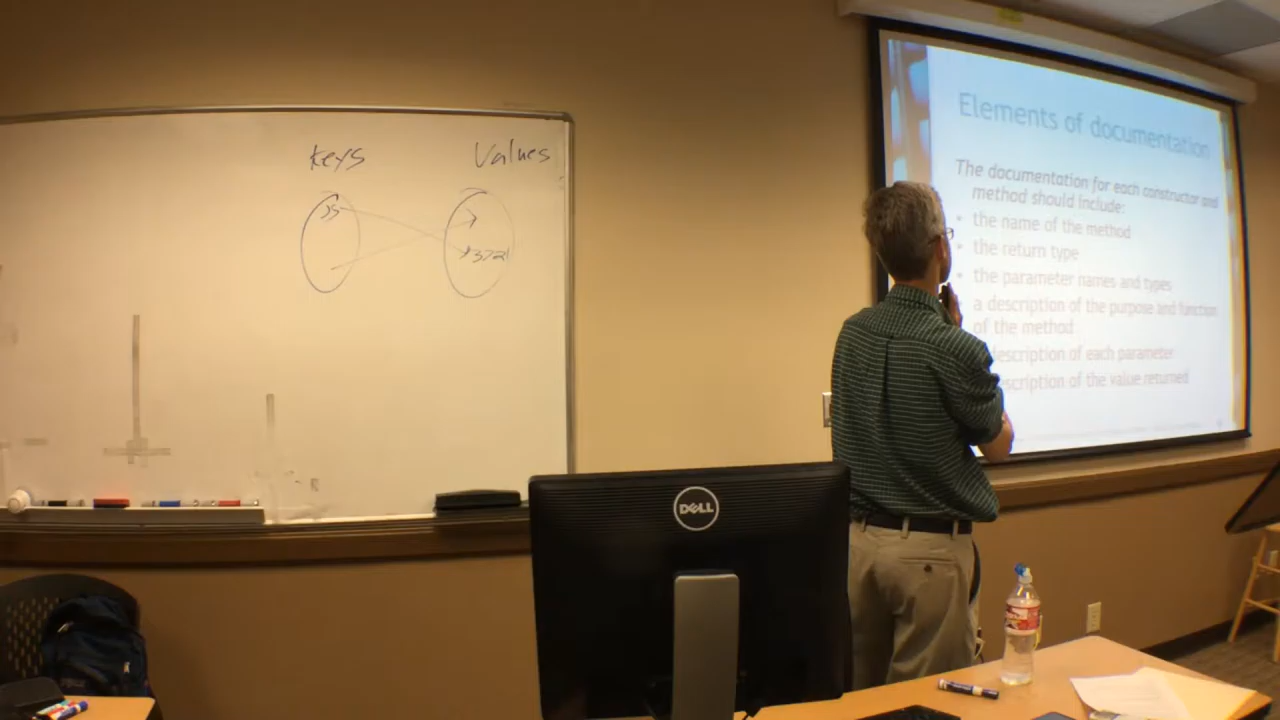 Keys
Values
35
3721
DELL
Elements of documentation
The documentation for each constructor and
method should include:
• the name of the method
• the return type
• the parameter names and types
a description of the purpose and function
of the method
description of each parameter
description of the value returned